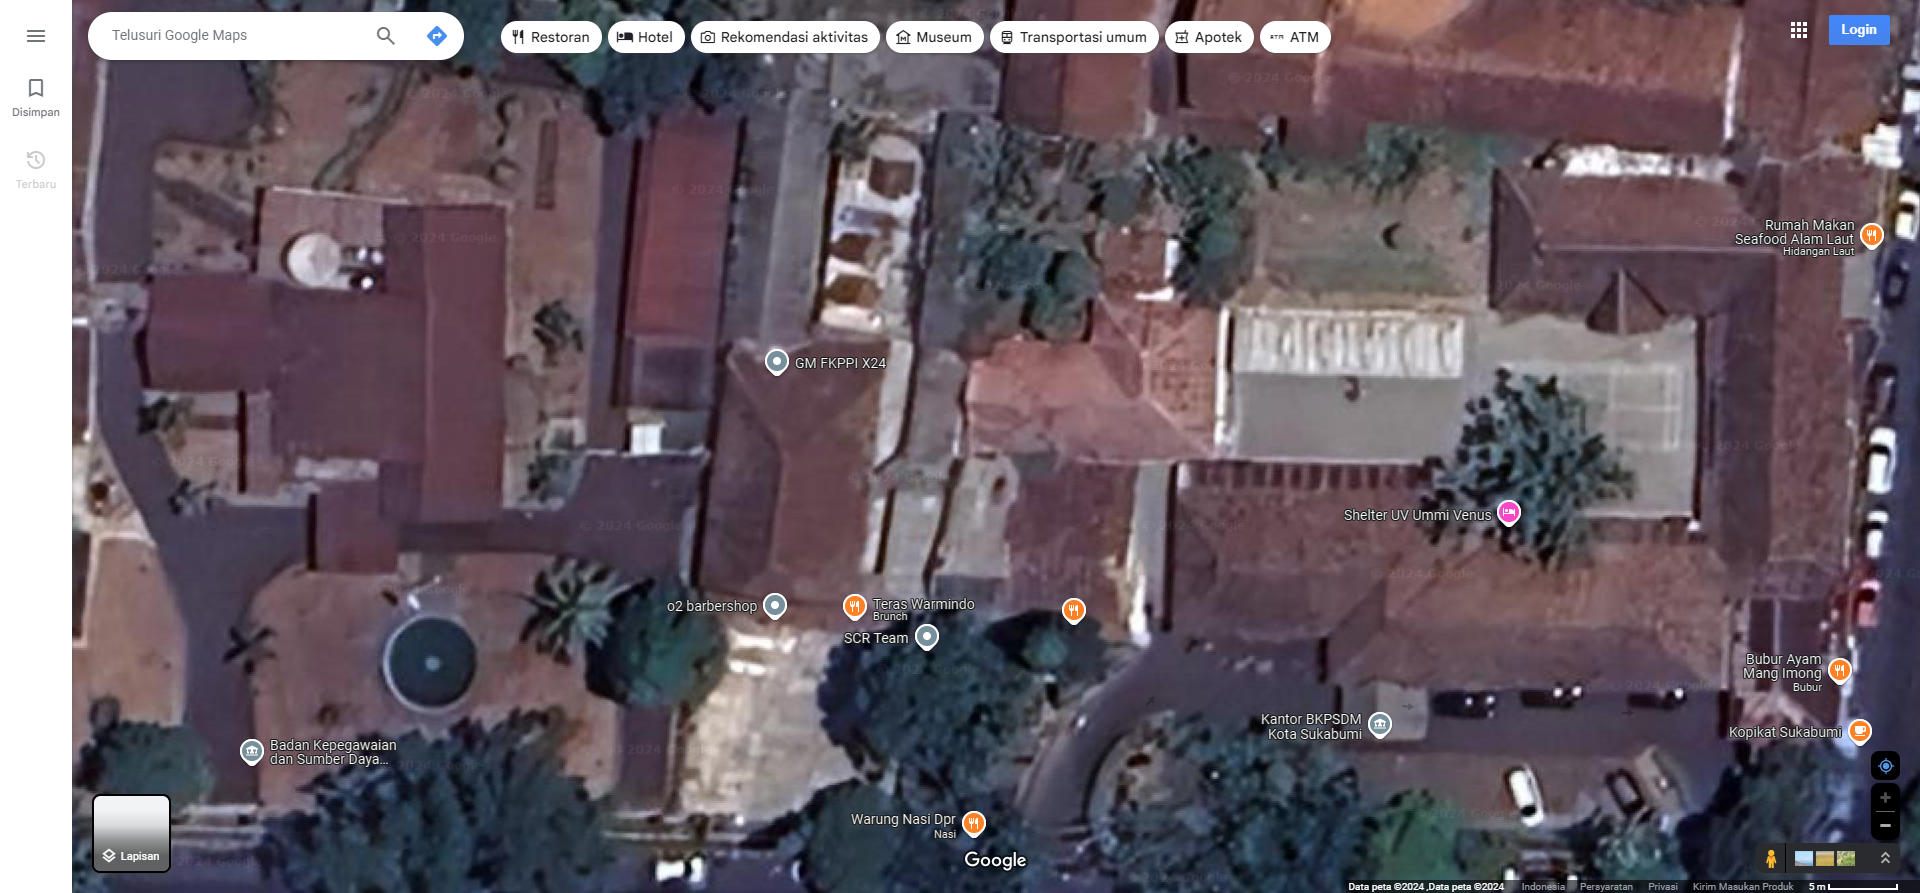 Telusuri Google Maps
Restoran
Hotel
Rekomendasi aktivitas
Museum
Transportasi umum
Apotek
ATM
Login
Disimpan
Terbaru
Rumah Makan
Seafood Alam Laut
Hidangan Laut
GM FKPPI X24
Shelter UV Ummi Venus
o2 barbershop
Teras Warmindo
Brunch
SCR Team
Bubur Ayam
Mang Imong
Bubur
Kantor BKPSDM
Kota Sukabumi
Kopikat Sukabumi
Badan Kepegawaian
dan Sumber Daya...
Warung Nasi Dpr
Nasi
Lapisan
Google
Data peta ©2024 ,Data peta ©2024
Indonesia
Persyaratan
Privasi
Kirim Masukan Produk
5 m